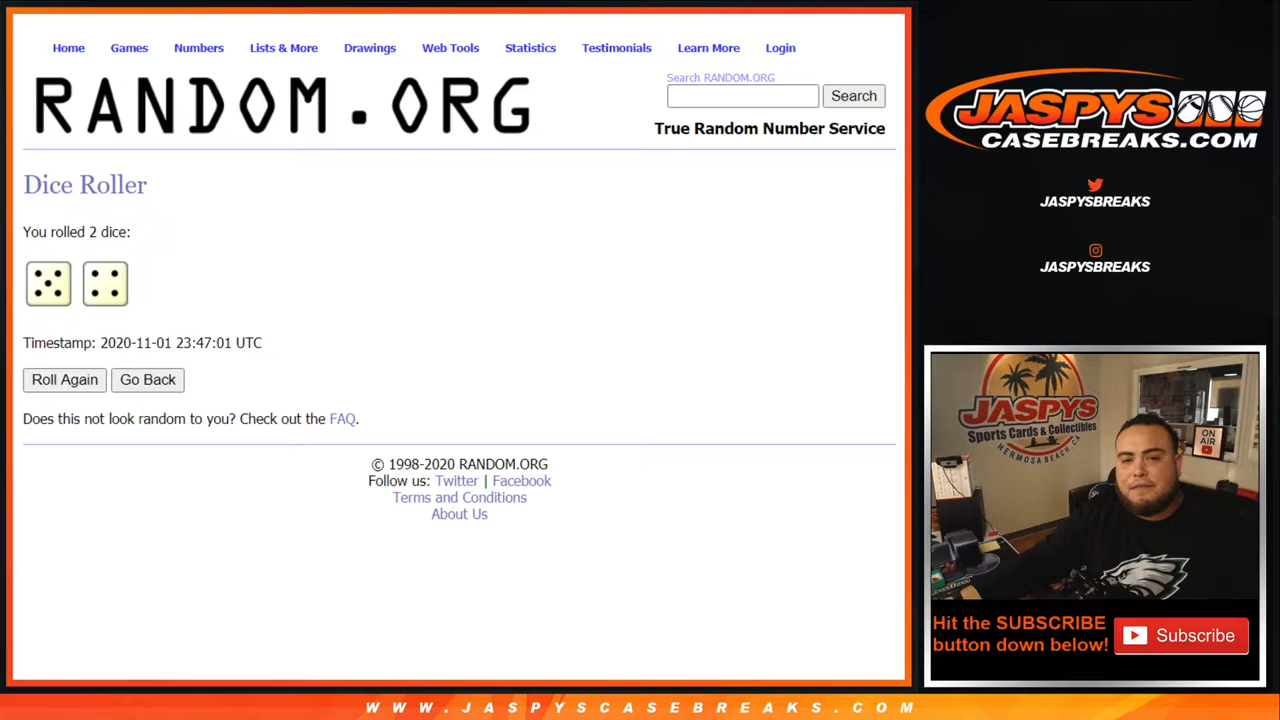 Home Games Numbers Lists & More Drawings Web Tools Statistics Testimonials Learn More Login
RANDOM.ORG
Search RANDOM.ORG
Search
True Random Number Service
Dice Roller
You rolled 2 dice:
Timestamp: 2020-11-01 23:47:01 UTC
Roll Again Go Back
Does this not look random to you? Check out the FAQ.
© 1998-2020 RANDOM.ORG
Follow us: Twitter | Facebook
Terms and Conditions
About Us
JASPYS
CASEBREAKS.COM
JASPYSBREAKS
JASPYSBREAKS
JASPYS
Sports Cards & Collectibles
HERMOSA BEACH, CA
ON
AIR
Hit the SUBSCRIBE
button down below!
Subscribe
WWW.JASPYSCASEBREAKS.COM